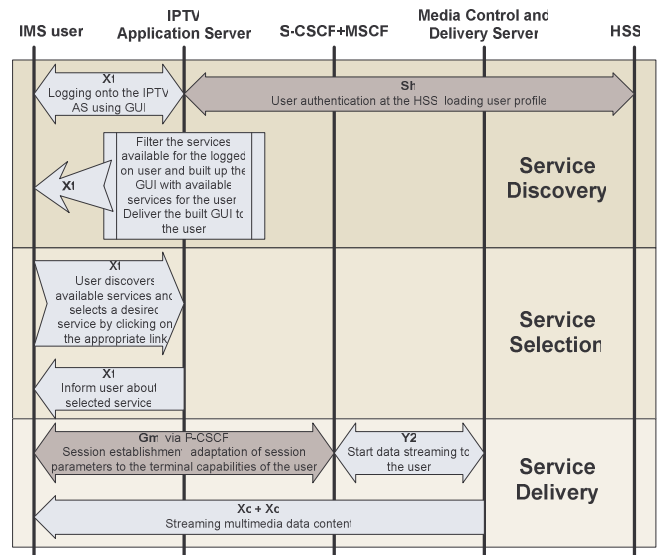 IMS user
IPTV
Application Server
S-CSCF+MSCF
Media Control and
Delivery Server
HSS
Xt
Logging onto the IPTV
AS using GUI
Sh
User authentication at the HSS loading user profile
Filter the services
available for the logged
on user and built up the
GUI with available
services for the user
Deliver the built GUI to
the user
Xt
Service
Discovery
Xt
User discovers
available services and
selects a desired
service by clicking on
the appropriate link
Service
Selection
Xt
Inform user about
selected service
Gm via P-CSCF
Session establishment adaptation of session
parameters to the terminal capabilities of the user
Y2
Start data streaming to
the user
Service
Delivery
Xc + Xd
Streaming multimedia data content